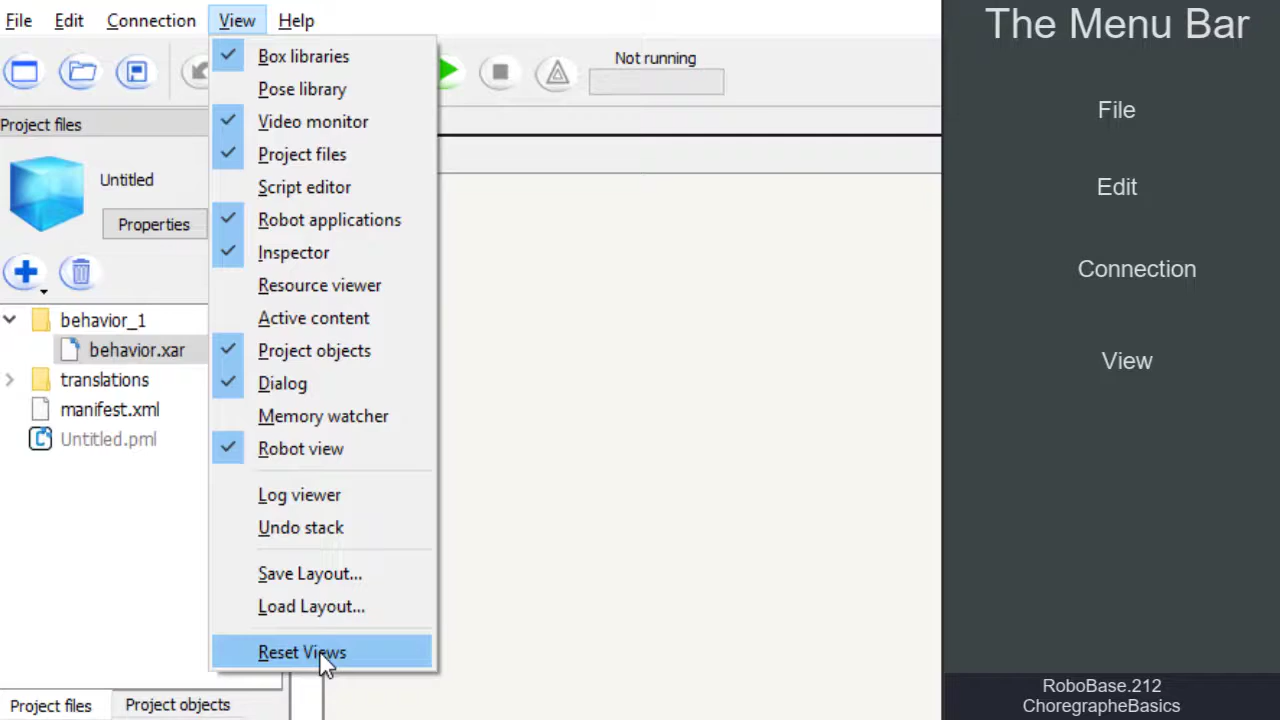 File Edit Connection View Help
Not running
Project files
Untitled
Properties
behavior_1
behavior.xar
translations
manifest.xml
Untitled.pml
Project files Project objects
Box libraries
Pose library
Video monitor
Project files
Script editor
Robot applications
Inspector
Resource viewer
Active content
Project objects
Dialog
Memory watcher
Robot view
Log viewer
Undo stack
Save Layout...
Load Layout...
Reset Views
The Menu Bar
File
Edit
Connection
View
RoboBase.212
ChoregrapheBasics